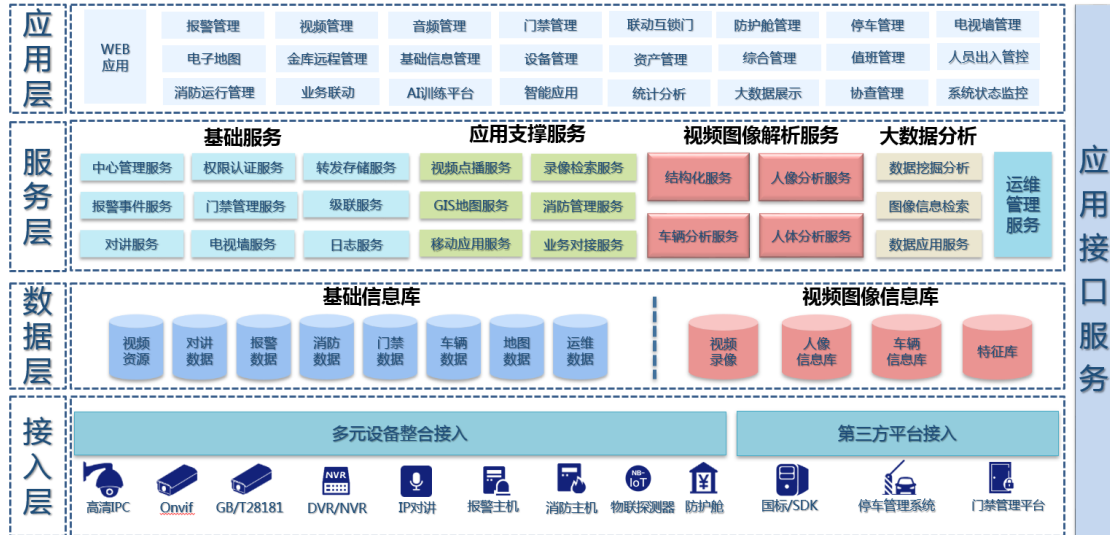 应用层
WEB
应用
报警管理
视频管理
音频管理
门禁管理
联动互锁门
防护舱管理
停车管理
电视墙管理
电子地图
金库远程管理
基础信息管理
设备管理
资产管理
综合管理
值班管理
人员出入管控
消防运行管理
业务联动
AI训练平台
智能应用
统计分析
大数据展示
协查管理
系统状态监控
服务层
基础服务
应用支撑服务
视频图像解析服务
大数据分析
中心管理服务
权限认证服务
转发存储服务
报警事件服务
门禁管理服务
级联服务
对讲服务
电视墙服务
日志服务
视频点播服务
录像检索服务
GIS地图服务
消防管理服务
移动应用服务
业务对接服务
结构化服务
人像分析服务
车辆分析服务
人体分析服务
数据挖掘分析
图像信息检索
数据应用服务
运维
管理
服务
数据层
基础信息库
视频图像信息库
视频
资源
对讲
数据
报警
数据
消防
数据
门禁
数据
车辆
数据
地图
数据
运维
数据
视频
录像
人像
信息库
车辆
信息库
特征库
接入层
多元设备整合接入
第三方平台接入
高清IPC
Onvif
GB/T28181
NVR
DVR/NVR
IP对讲
报警主机
消防主机
NB-
IoT
物联探测器
防护舱
国标/SDK
停车管理系统
门禁管理平台
应用接口服务